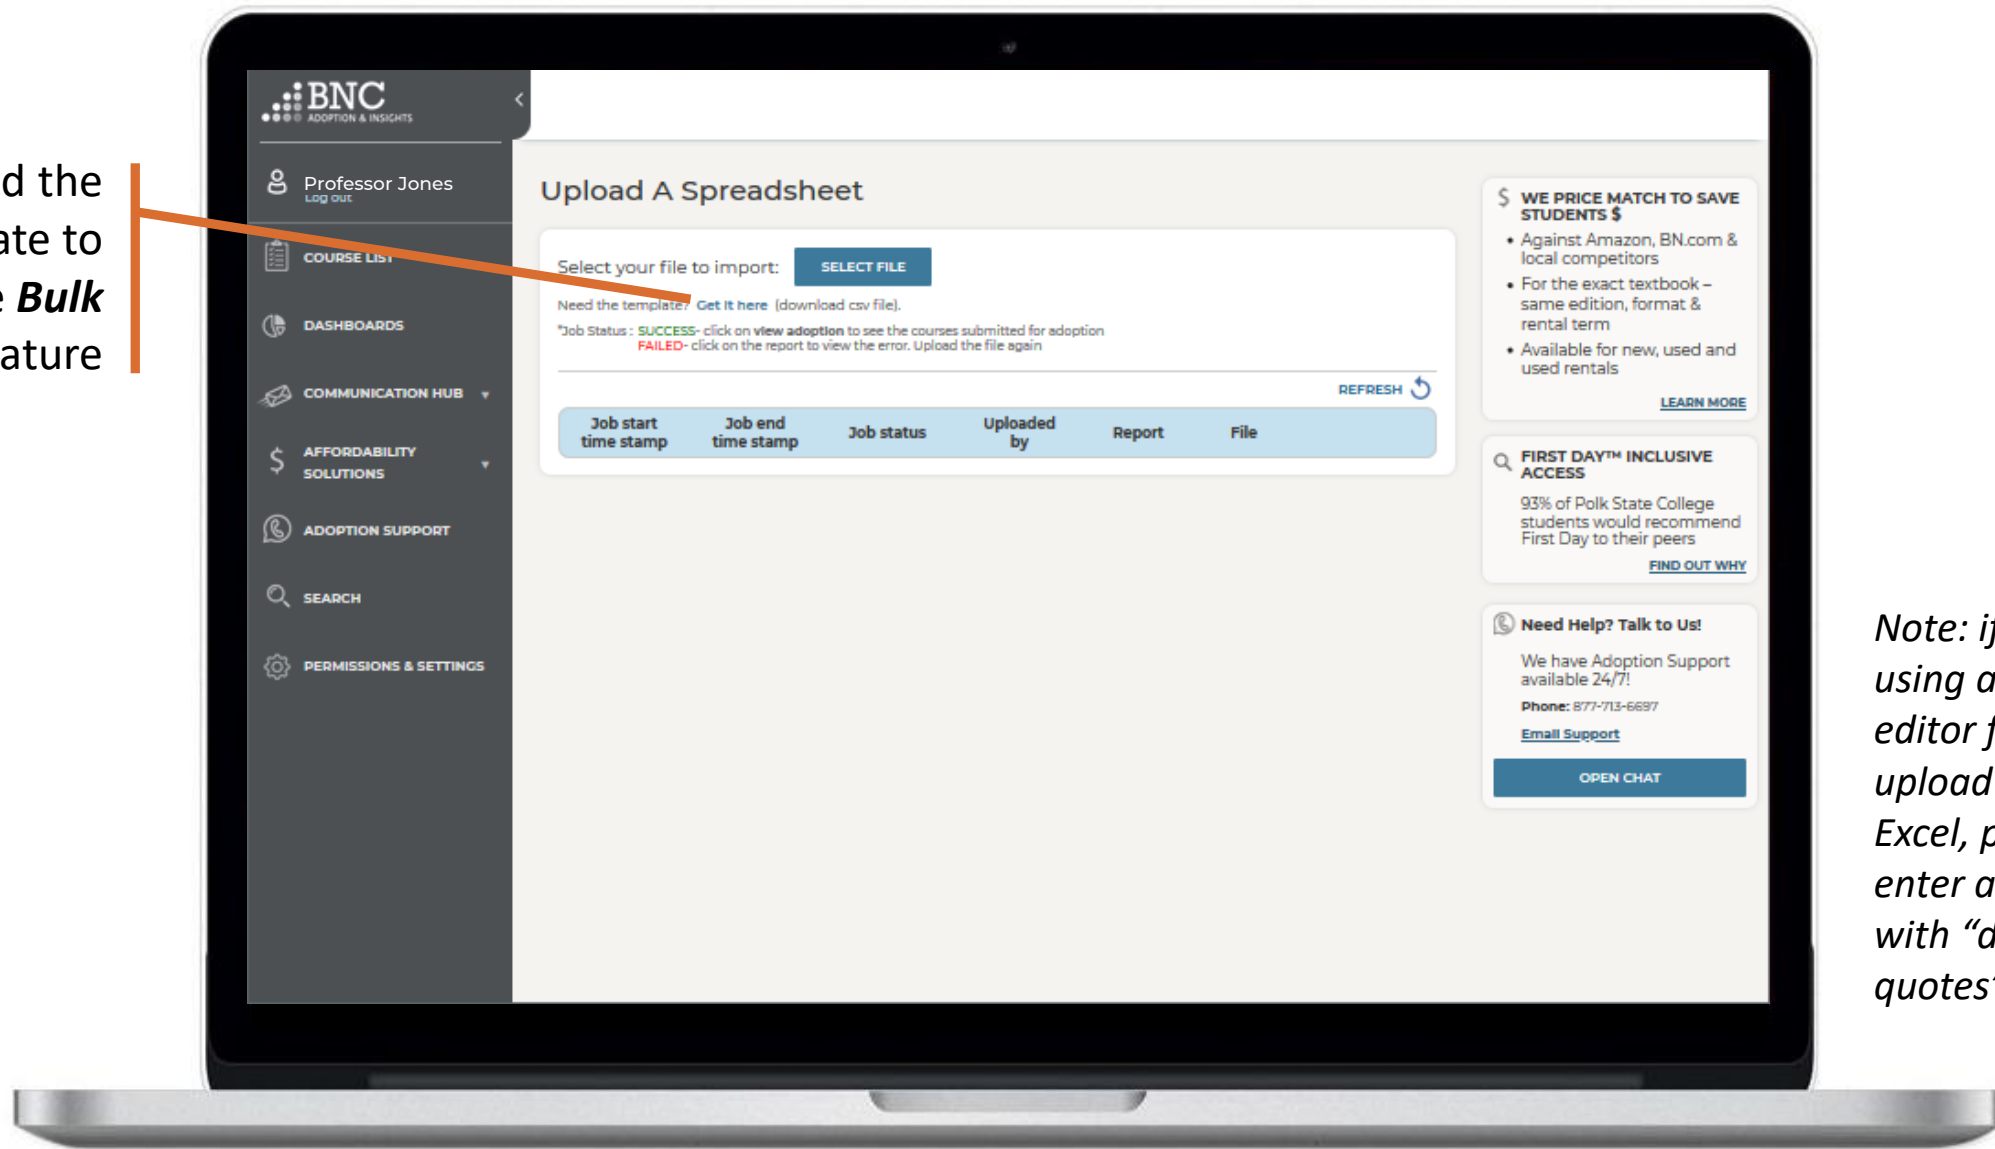 d the
ate to
e Bulk
ature
BNC
ADOPTION & INSIGHTS
Professor Jones
Log out
COURSE LIST
DASHBOARDS
COMMUNICATION HUB
AFFORDABILITY
SOLUTIONS
ADOPTION SUPPORT
SEARCH
PERMISSIONS & SETTINGS
Upload A Spreadsheet
Select your file to import: SELECT FILE
Need the template? Get It here (download csv file).
*Job Status : SUCCESS- click on view adoption to see the courses submitted for adoption
FAILED- click on the report to view the error. Upload the file again
REFRESH
Job start
time stamp
Job end
time stamp
Job status
Uploaded
by
Report
File
$ WE PRICE MATCH TO SAVE
STUDENTS $
• Against Amazon, BN.com &
local competitors
• For the exact textbook –
same edition, format &
rental term
• Available for new, used and
used rentals
LEARN MORE
FIRST DAY™ INCLUSIVE
ACCESS
93% of Polk State College
students would recommend
First Day to their peers
FIND OUT WHY
Need Help? Talk to Us!
We have Adoption Support
available 24/7!
Phone: 877-713-6697
Email Support
OPEN CHAT
Note: if
using a
editor f
upload
Excel, p
enter a
with “d
quotes”